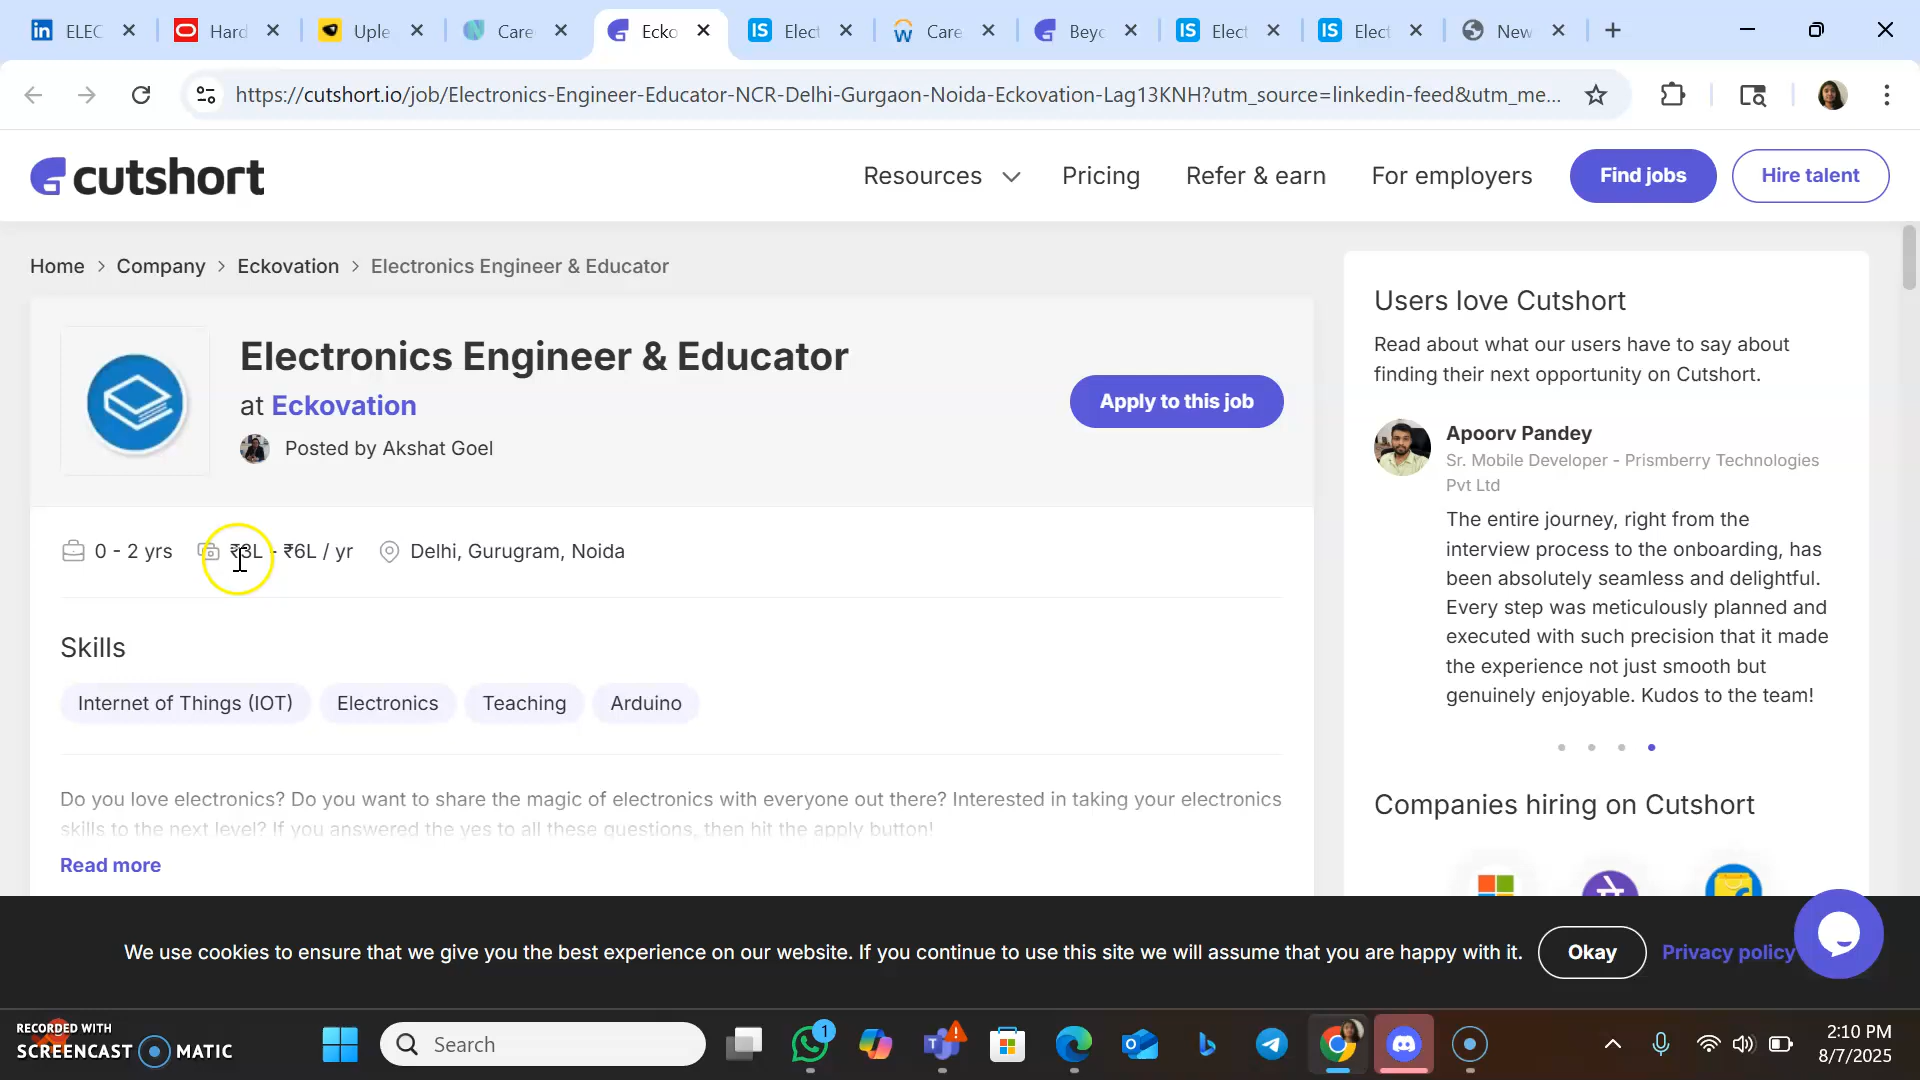 ELEC
Hard
Uple
Care
Ecko
IS Elect
Care
Beyo
IS Elect
IS Elect
New
https://cutshort.io/job/Electronics-Engineer-Educator-NCR-Delhi-Gurgaon-Noida-Eckovation-Lag13KNH?utm_source=linkedin-feed&utm_me...
cutshort
Resources
Pricing
Refer & earn
For employers
Find jobs
Hire talent
Home > Company > Eckovation > Electronics Engineer & Educator
Electronics Engineer & Educator
at Eckovation
Posted by Akshat Goel
Apply to this job
0 - 2 yrs
₹3L - ₹6L / yr
Delhi, Gurugram, Noida
Skills
Internet of Things (IOT)
Electronics
Teaching
Arduino
Do you love electronics? Do you want to share the magic of electronics with everyone out there? Interested in taking your electronics
skills to the next level? If you answered the yes to all these questions, then hit the apply button!
Read more
Users love Cutshort
Read about what our users have to say about
finding their next opportunity on Cutshort.
Apoorv Pandey
Sr. Mobile Developer - Prismberry Technologies
Pvt Ltd
The entire journey, right from the
interview process to the onboarding, has
been absolutely seamless and delightful.
Every step was meticulously planned and
executed with such precision that it made
the experience not just smooth but
genuinely enjoyable. Kudos to the team!
Companies hiring on Cutshort
We use cookies to ensure that we give you the best experience on our website. If you continue to use this site we will assume that you are happy with it.
Okay
Privacy policy
RECORDED WITH
SCREENCAST MATIC
Search
1
2:10 PM
8/7/2025